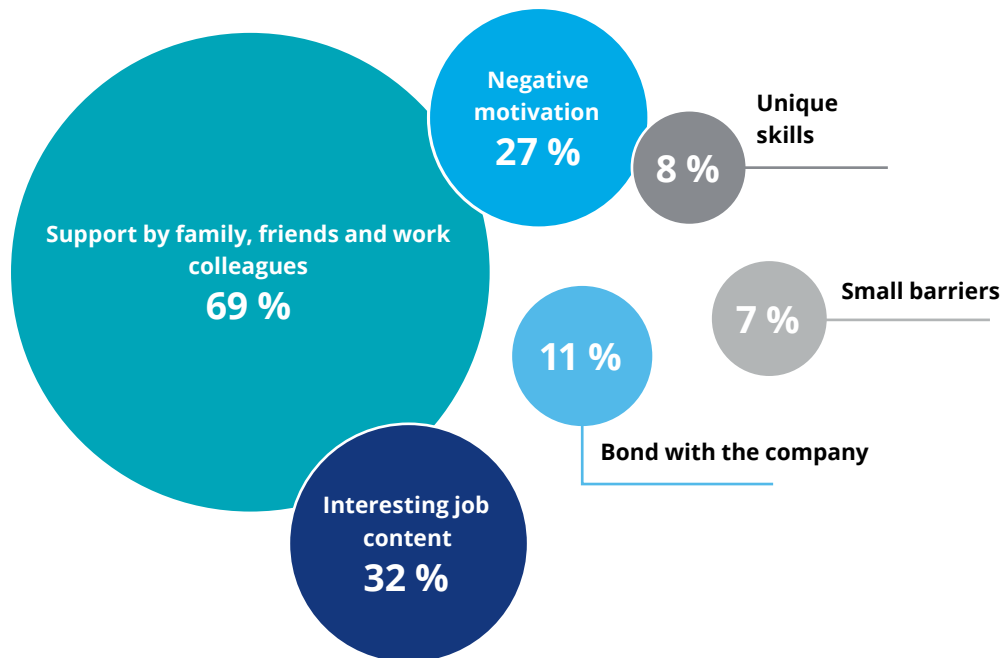 Negative
motivation
27 %
Unique
skills
8 %
Support by family, friends and work
colleagues
69 %
Small barriers
7 %
11 %
Bond with the company
Interesting job
content
32 %